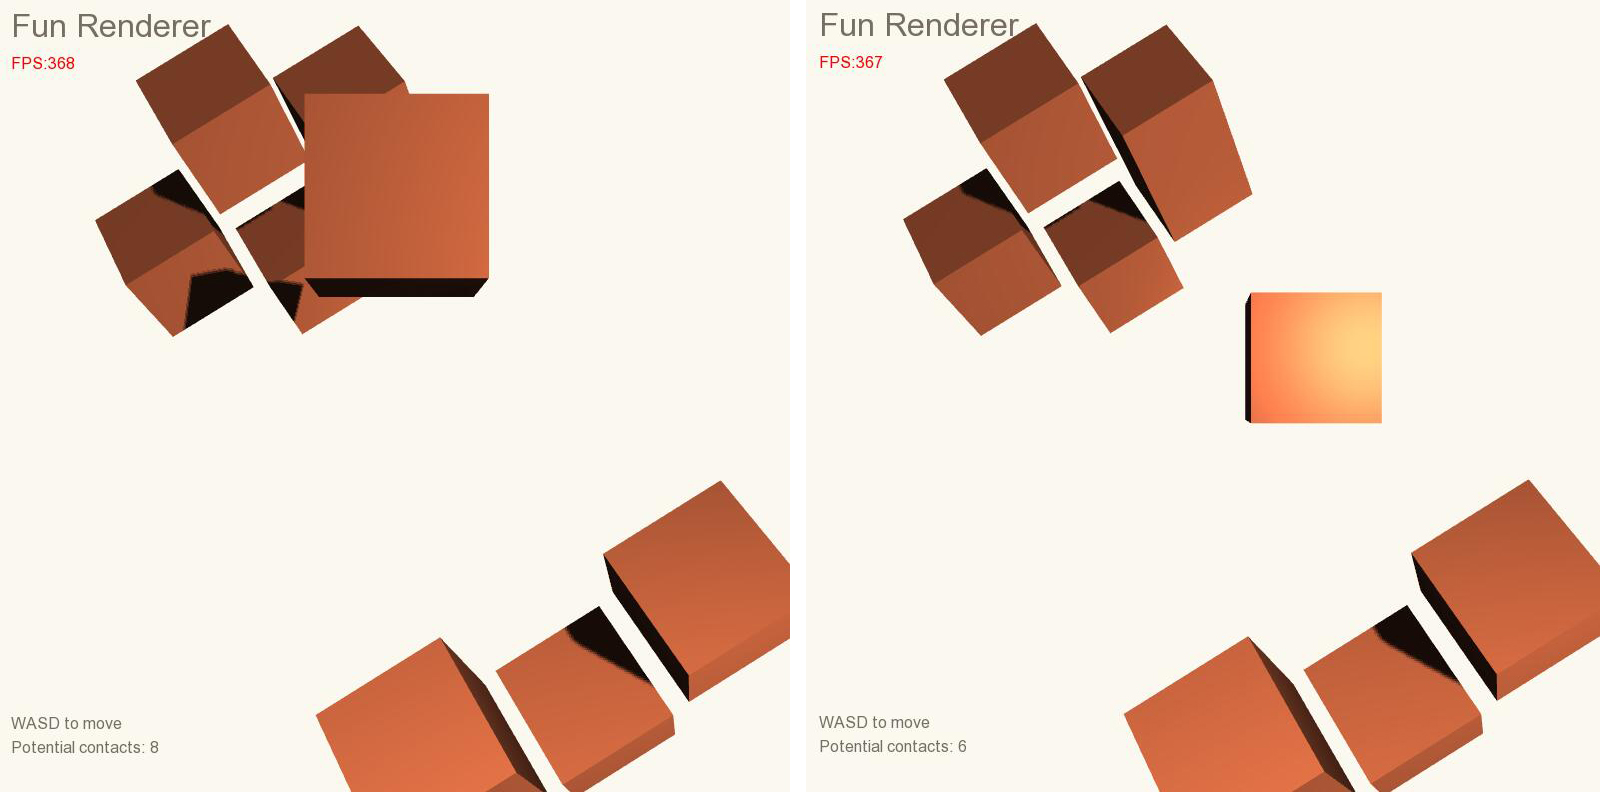 Fun Renderer
FPS:368
WASD to move
Potential contacts: 8
Fun Renderer
FPS:367
WASD to move
Potential contacts: 6